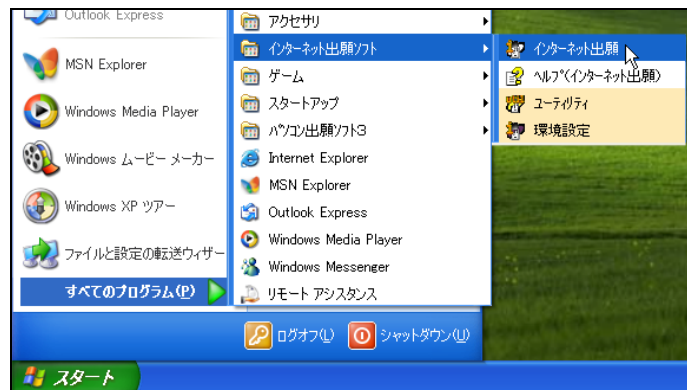 Outlook Express
MSN Explorer
Windows Media Player
Windows ムービー メーカー
Windows XP ツアー
ファイルと設定の転送ウィザー
すべてのプログラム(P)
アクセサリ
インターネット出願ソフト
ゲーム
スタートアップ
パソコン出願ソフト3
Internet Explorer
MSN Explorer
Outlook Express
Windows Media Player
Windows Messenger
リモート アシスタンス
インターネット出願
ヘルプ(インターネット出願)
ユーティリティ
環境設定
ログオフ(L)
シャットダウン(U)
スタート